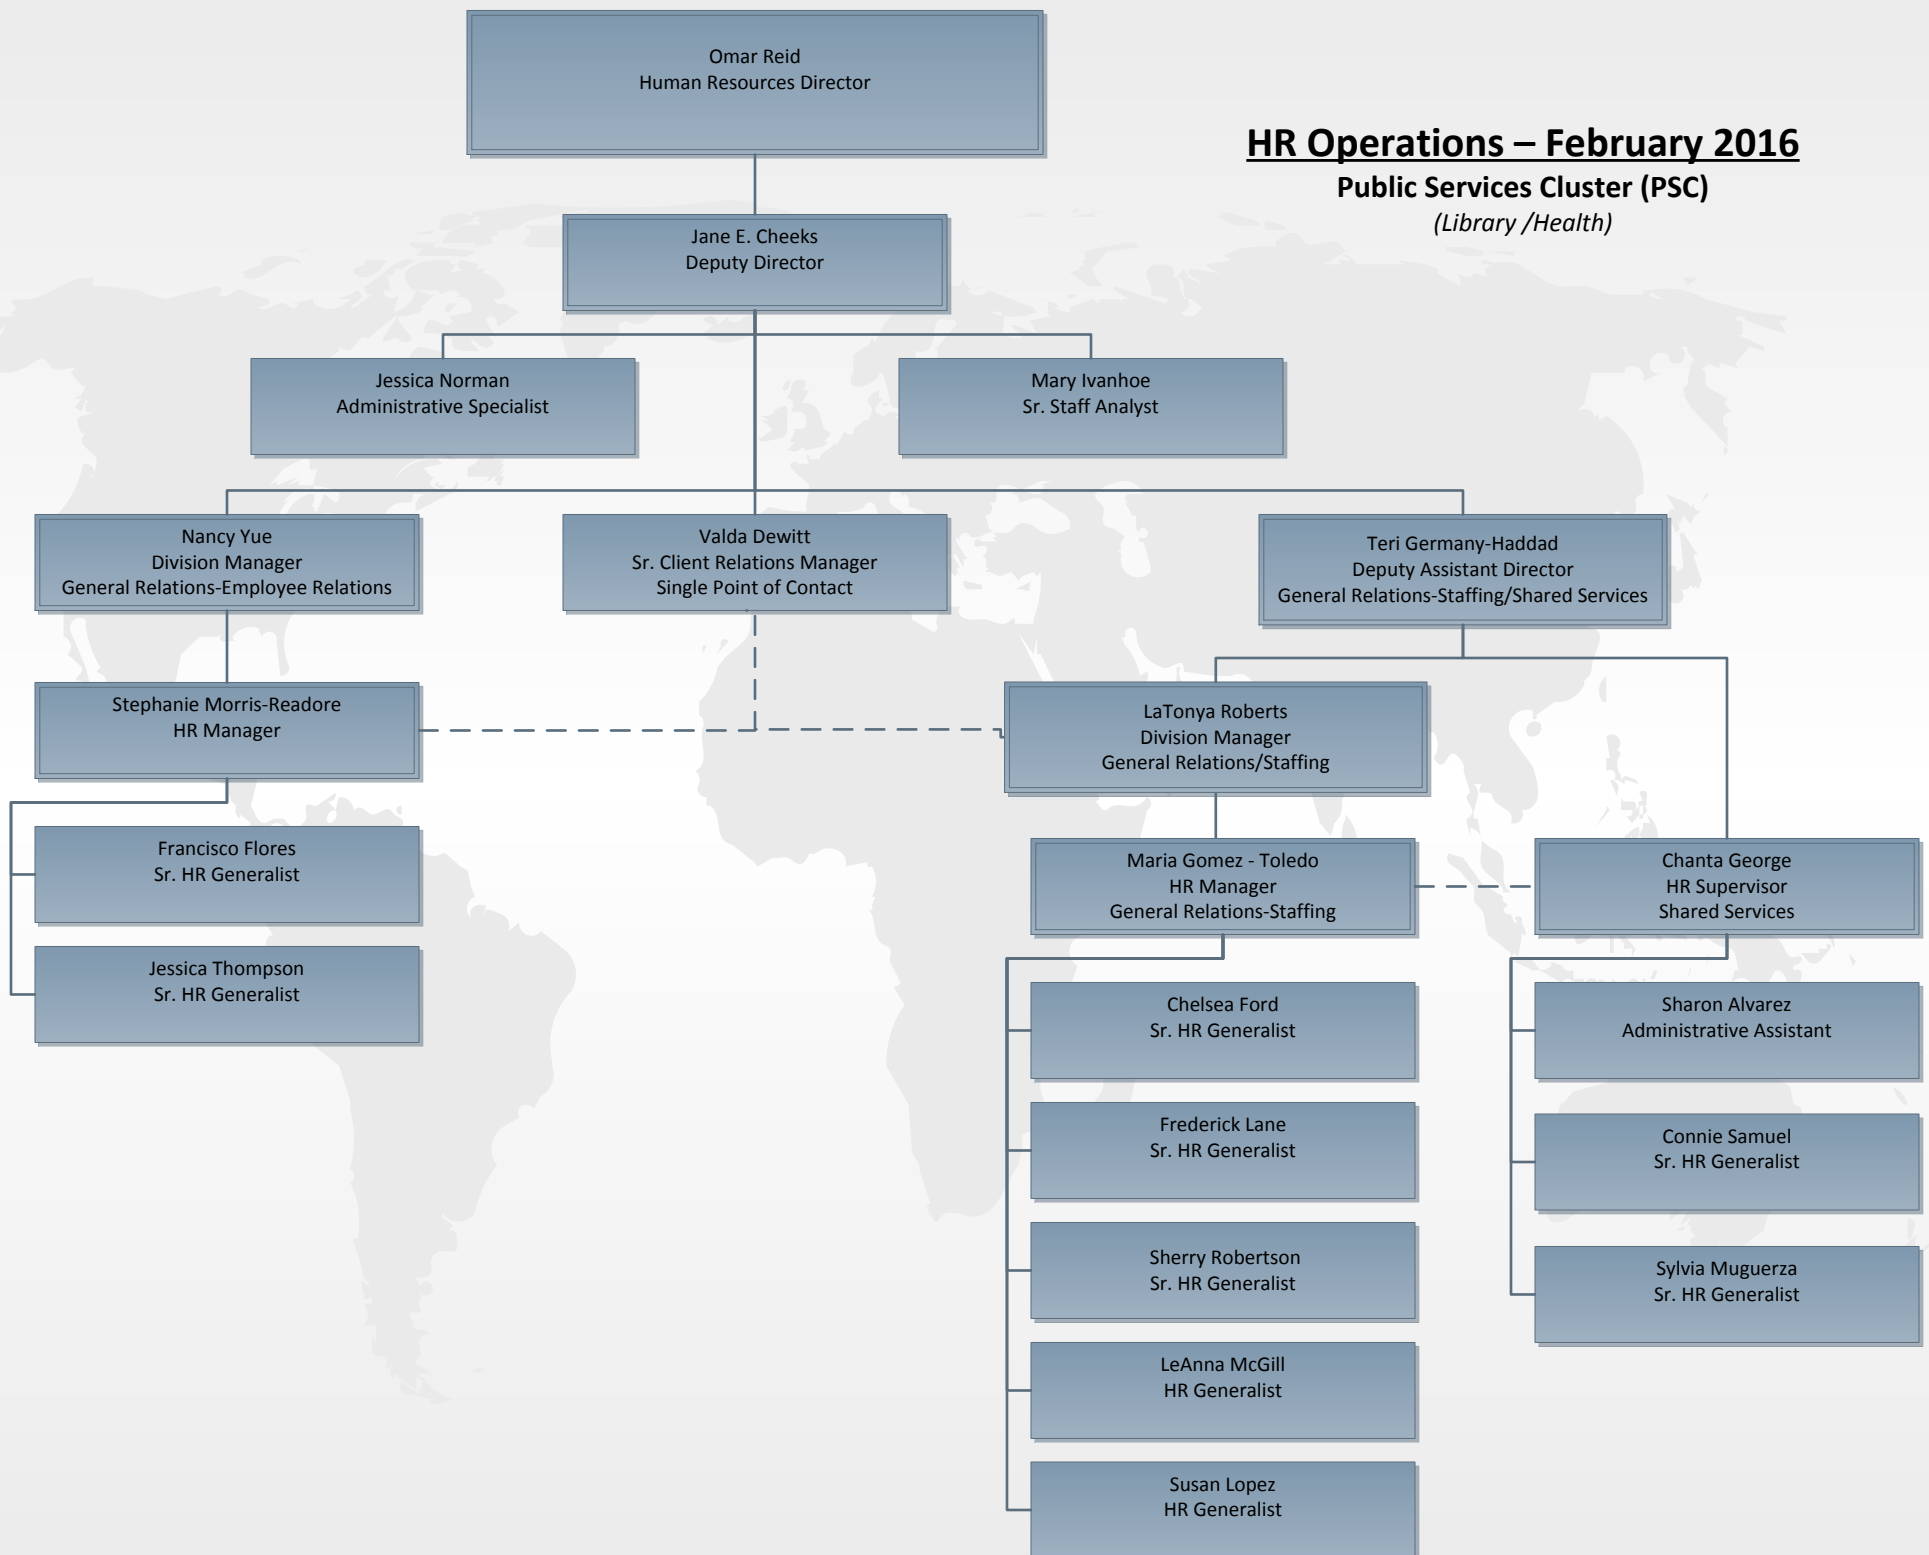 Omar Reid
Human Resources Director
HR Operations – February 2016
Public Services Cluster (PSC)
(Library /Health)
Jane E. Cheeks
Deputy Director
Jessica Norman
Administrative Specialist
Mary Ivanhoe
Sr. Staff Analyst
Nancy Yue
Division Manager
General Relations-Employee Relations
Valda Dewitt
Sr. Client Relations Manager
Single Point of Contact
Teri Germany-Haddad
Deputy Assistant Director
General Relations-Staffing/Shared Services
Stephanie Morris-Readore
HR Manager
LaTonya Roberts
Division Manager
General Relations/Staffing
Francisco Flores
Sr. HR Generalist
Jessica Thompson
Sr. HR Generalist
Maria Gomez - Toledo
HR Manager
General Relations-Staffing
Chanta George
HR Supervisor
Shared Services
Chelsea Ford
Sr. HR Generalist
Frederick Lane
Sr. HR Generalist
Sherry Robertson
Sr. HR Generalist
LeAnna McGill
HR Generalist
Susan Lopez
HR Generalist
Sharon Alvarez
Administrative Assistant
Connie Samuel
Sr. HR Generalist
Sylvia Muguerza
Sr. HR Generalist